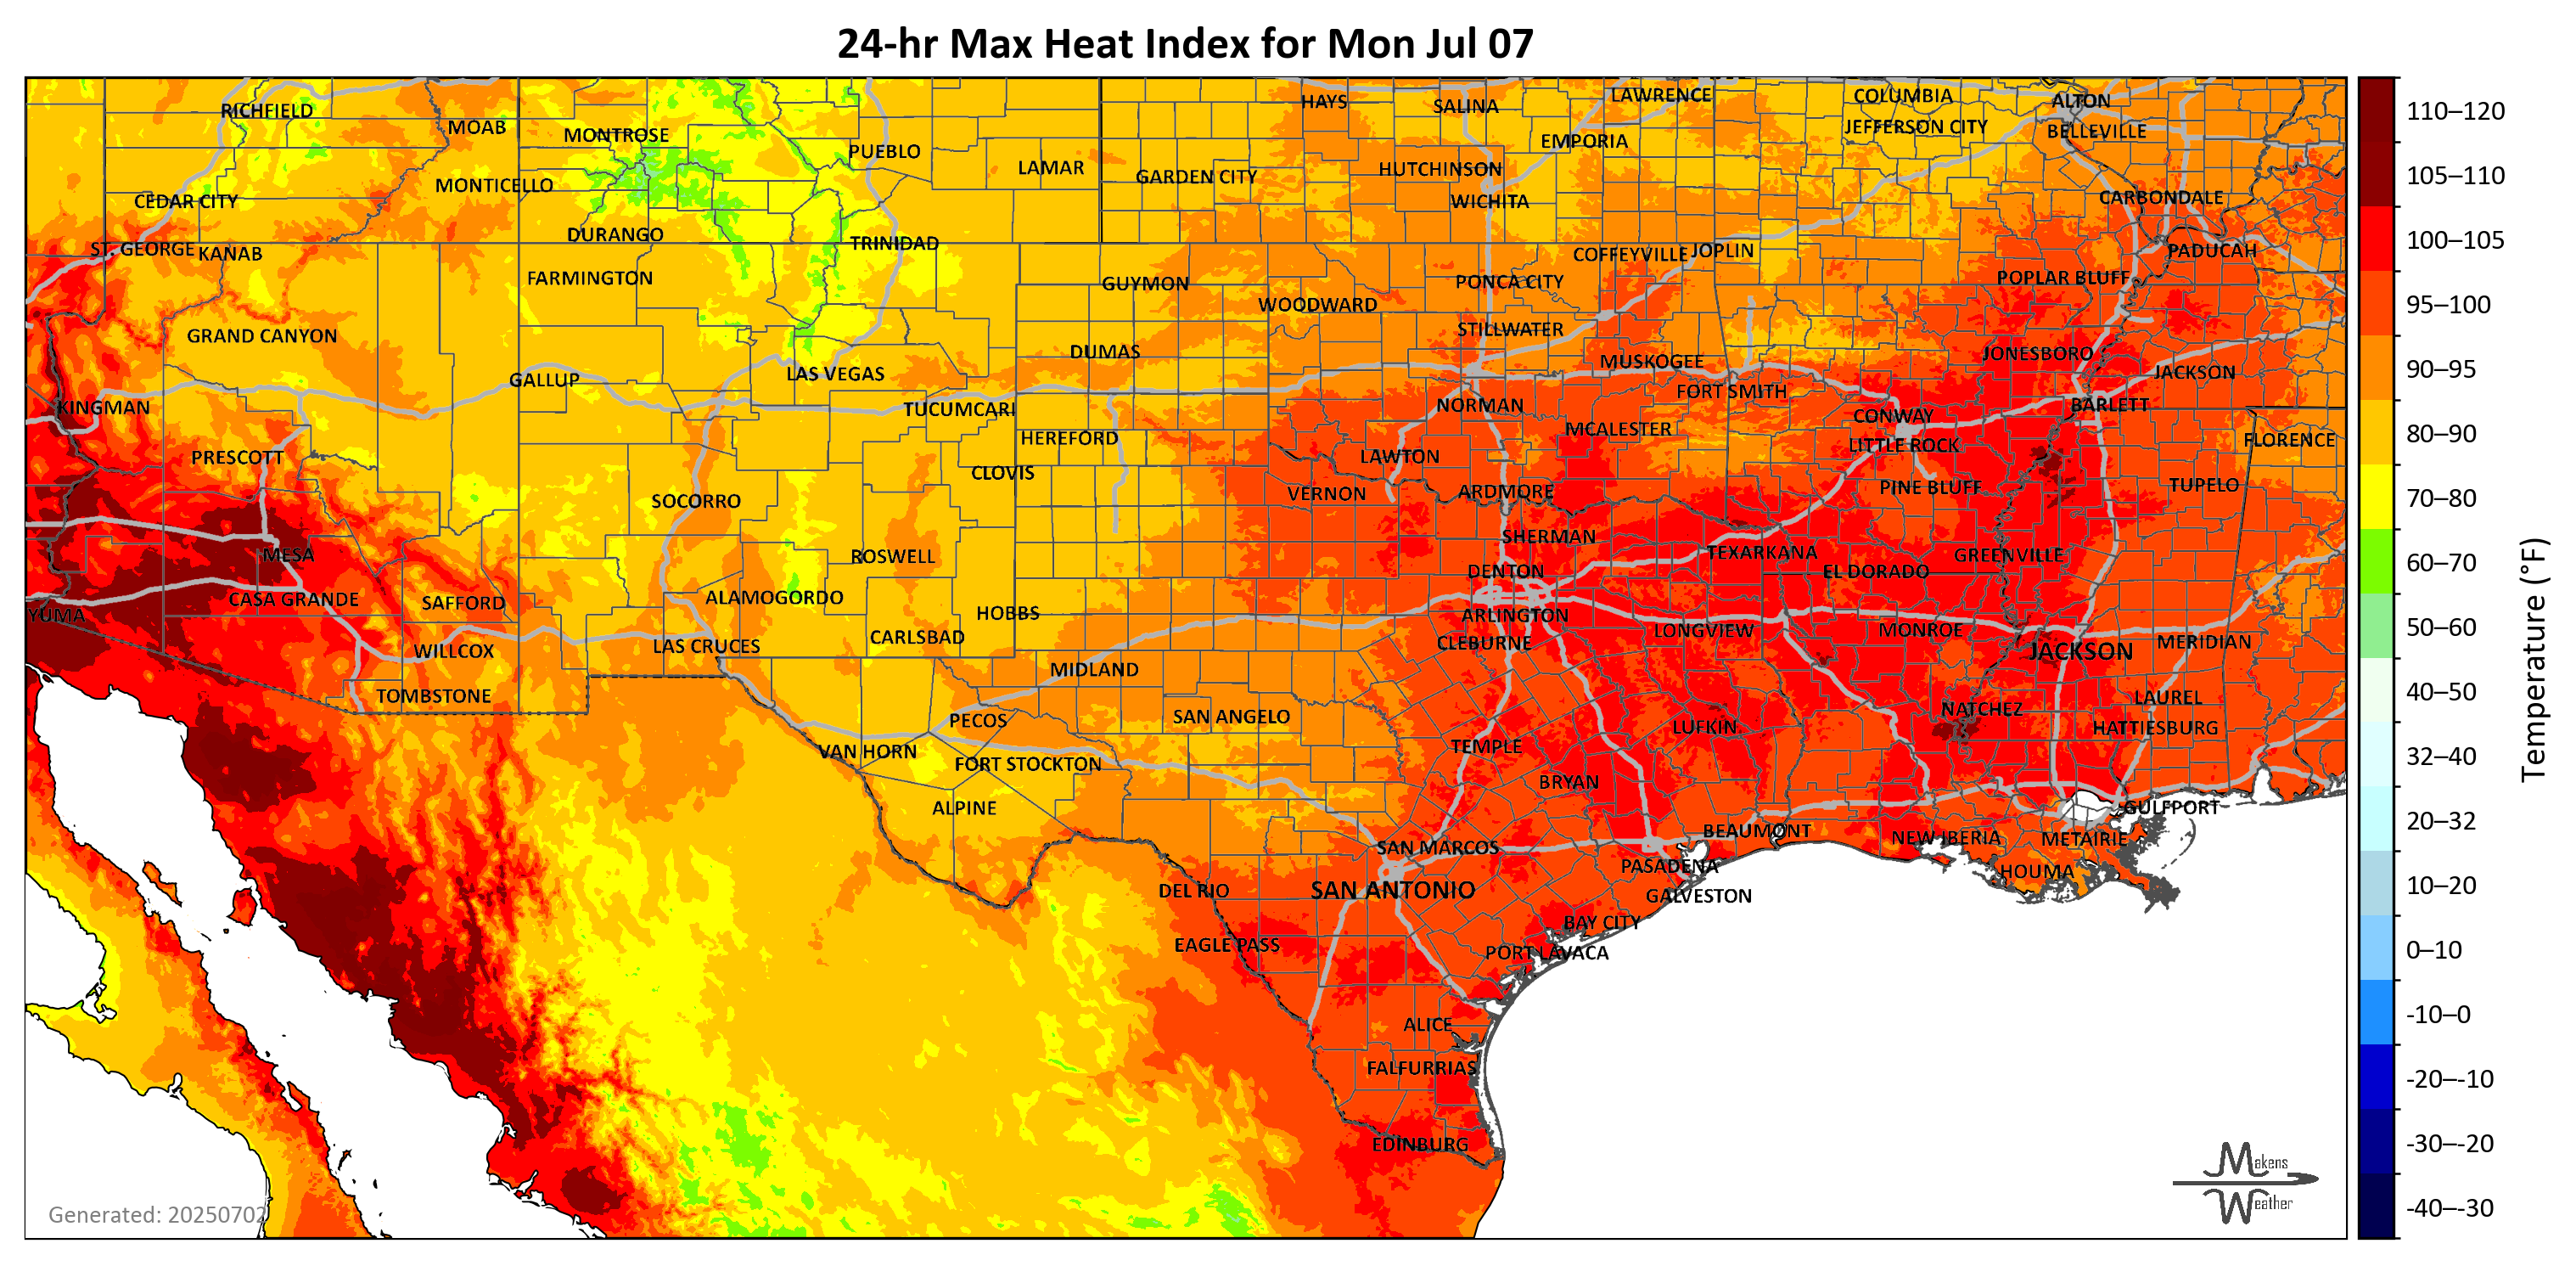 24-hr Max Heat Index for Mon Jul 07
RICHFIELD
MOAB
MONTROSE
PUEBLO
LAMAR
GARDEN CITY
HAYS
SALINA
LAWRENCE
EMPORIA
COLUMBIA
JEFFERSON CITY
ALTON
BELLEVILLE
MONTICELLO
CEDAR CITY
HUTCHINSON
WICHITA
CARBONDALE
DURANGO
TRINIDAD
ST. GEORGE
KANAB
COFFEYVILLE
JOPLIN
PADUCAH
FARMINGTON
GUYMON
PONCA CITY
POPLAR BLUFF
WOODWARD
GRAND CANYON
STILLWATER
DUMAS
MUSKOGEE
JONESBORO
GALLUP
LAS VEGAS
FORT SMITH
JACKSON
KINGMAN
TUCUMCARI
NORMAN
CONWAY
BARLETT
HEREFORD
MCALESTER
LITTLE ROCK
FLORENCE
PRESCOTT
CLOVIS
LAWTON
SOCORRO
VERNON
ARDMORE
PINE BLUFF
TUPELO
MESA
ROSWELL
SHERMAN
TEXARKANA
GREENVILLE
DENTON
EL DORADO
CASA GRANDE
SAFFORD
ALAMOGORDO
HOBBS
YUMA
ARLINGTON
CARLSBAD
CLEBURNE
LONGVIEW
MONROE
WILLCOX
LAS CRUCES
JACKSON
MERIDIAN
MIDLAND
TOMBSTONE
PECOS
SAN ANGELO
NATCHEZ
LAUREL
LUFKIN
HATTIESBURG
VAN HORN
FORT STOCKTON
TEMPLE
BRYAN
ALPINE
GULFPORT
BEAUMONT
NEW IBERIA
METAIRIE
SAN MARCOS
PASADENA
HOUMA
DEL RIO
SAN ANTONIO
GALVESTON
BAY CITY
EAGLE PASS
PORT LAVACA
ALICE
FALFURRIAS
EDINBURG
Generated: 20250702
Makens
Weather
110–120
105–110
100–105
95–100
90–95
80–90
70–80
60–70
50–60
40–50
32–40
20–32
10–20
0–10
-10–0
-20–-10
-30–-20
-40–-30
Temperature (°F)